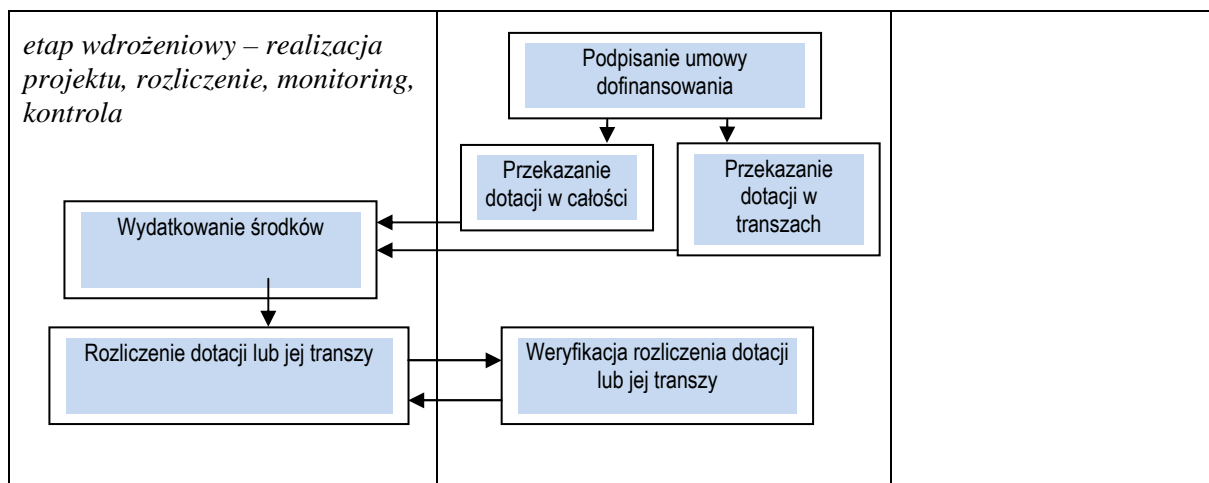 etap wdrożeniowy – realizacja
projektu, rozliczenie, monitoring,
kontrola
Podpisanie umowy
dofinansowania
Przekazanie
dotacji w całości
Przekazanie
dotacji w
transzach
Wydatkowanie środków
Rozliczenie dotacji lub jej transzy
Weryfikacja rozliczenia dotacji
lub jej transzy